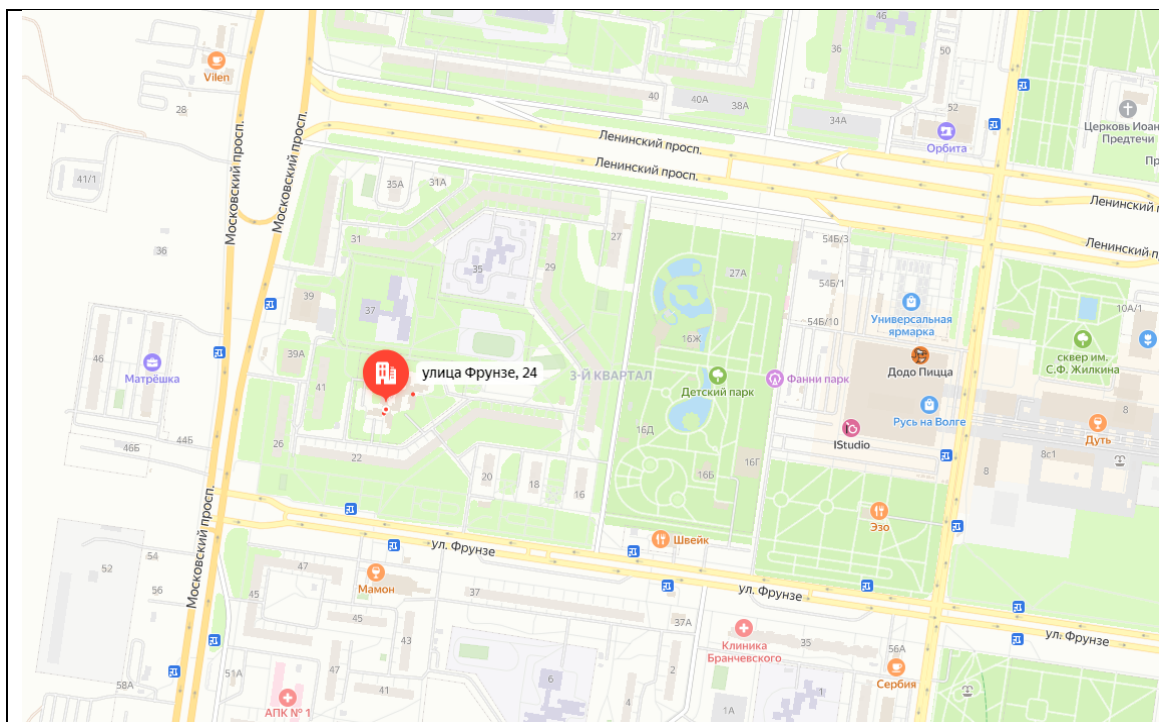 46
36
50
Vilen
40
40А
38А
52
28
34А
Орбита
Церковь Иоанна
Предтечи
Ленинский просп.
Ленинский просп.
Московский просп.
Московский просп.
41/1
35А
31А
Ленинский п
Ленинский п
36
31
27
54Б/3
35
29
27А
54Б/1
39
37
10А/1
Универсальная
ярмарка
54Б/10
16Ж
46
39А
41
Матрёшка
улица Фрунзе, 24
3-Й КВАРТАЛ
Детский парк
Фанни парк
Додо Пицца
сквер им.
С.Ф. Жилкина
8
Русь на Волге
Дуть
IStudio
44Б
46Б
26
22
16Д
20
18
16
16Б
16Г
8
8с1
Московский просп.
ул. Фрунзе
Швейк
Эзо
54
52
56
47
Мамон
37
ул. Фрунзе
45
45
43
37А
ул. Фрунзе
Клиника
Бранчевского
35
56А
51А
47
41
6
2
1
Сербия
58А
АПК № 1
1А